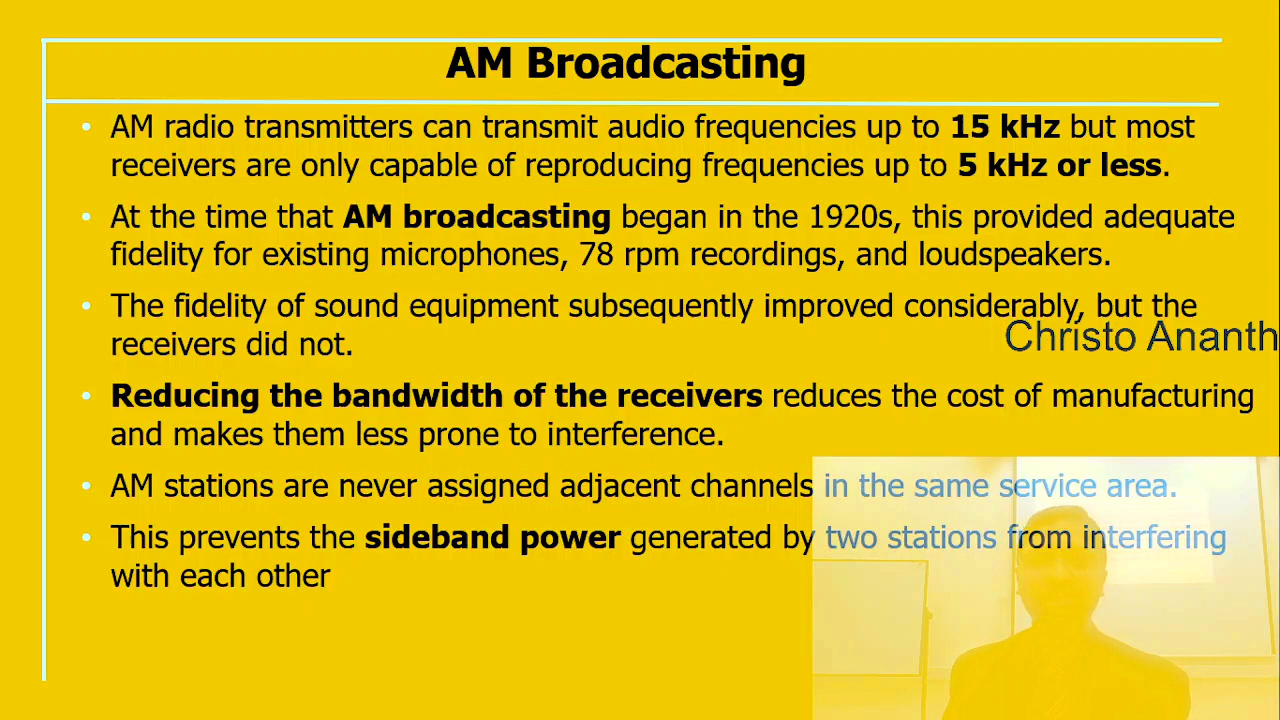 AM Broadcasting
• AM radio transmitters can transmit audio frequencies up to 15 kHz but most
receivers are only capable of reproducing frequencies up to 5 kHz or less.
• At the time that AM broadcasting began in the 1920s, this provided adequate
fidelity for existing microphones, 78 rpm recordings, and loudspeakers.
• The fidelity of sound equipment subsequently improved considerably, but the
receivers did not.
Christo Ananth
• Reducing the bandwidth of the receivers reduces the cost of manufacturing
and makes them less prone to interference.
• AM stations are never assigned adjacent channels in the same service area.
• This prevents the sideband power generated by two stations from interfering
with each other